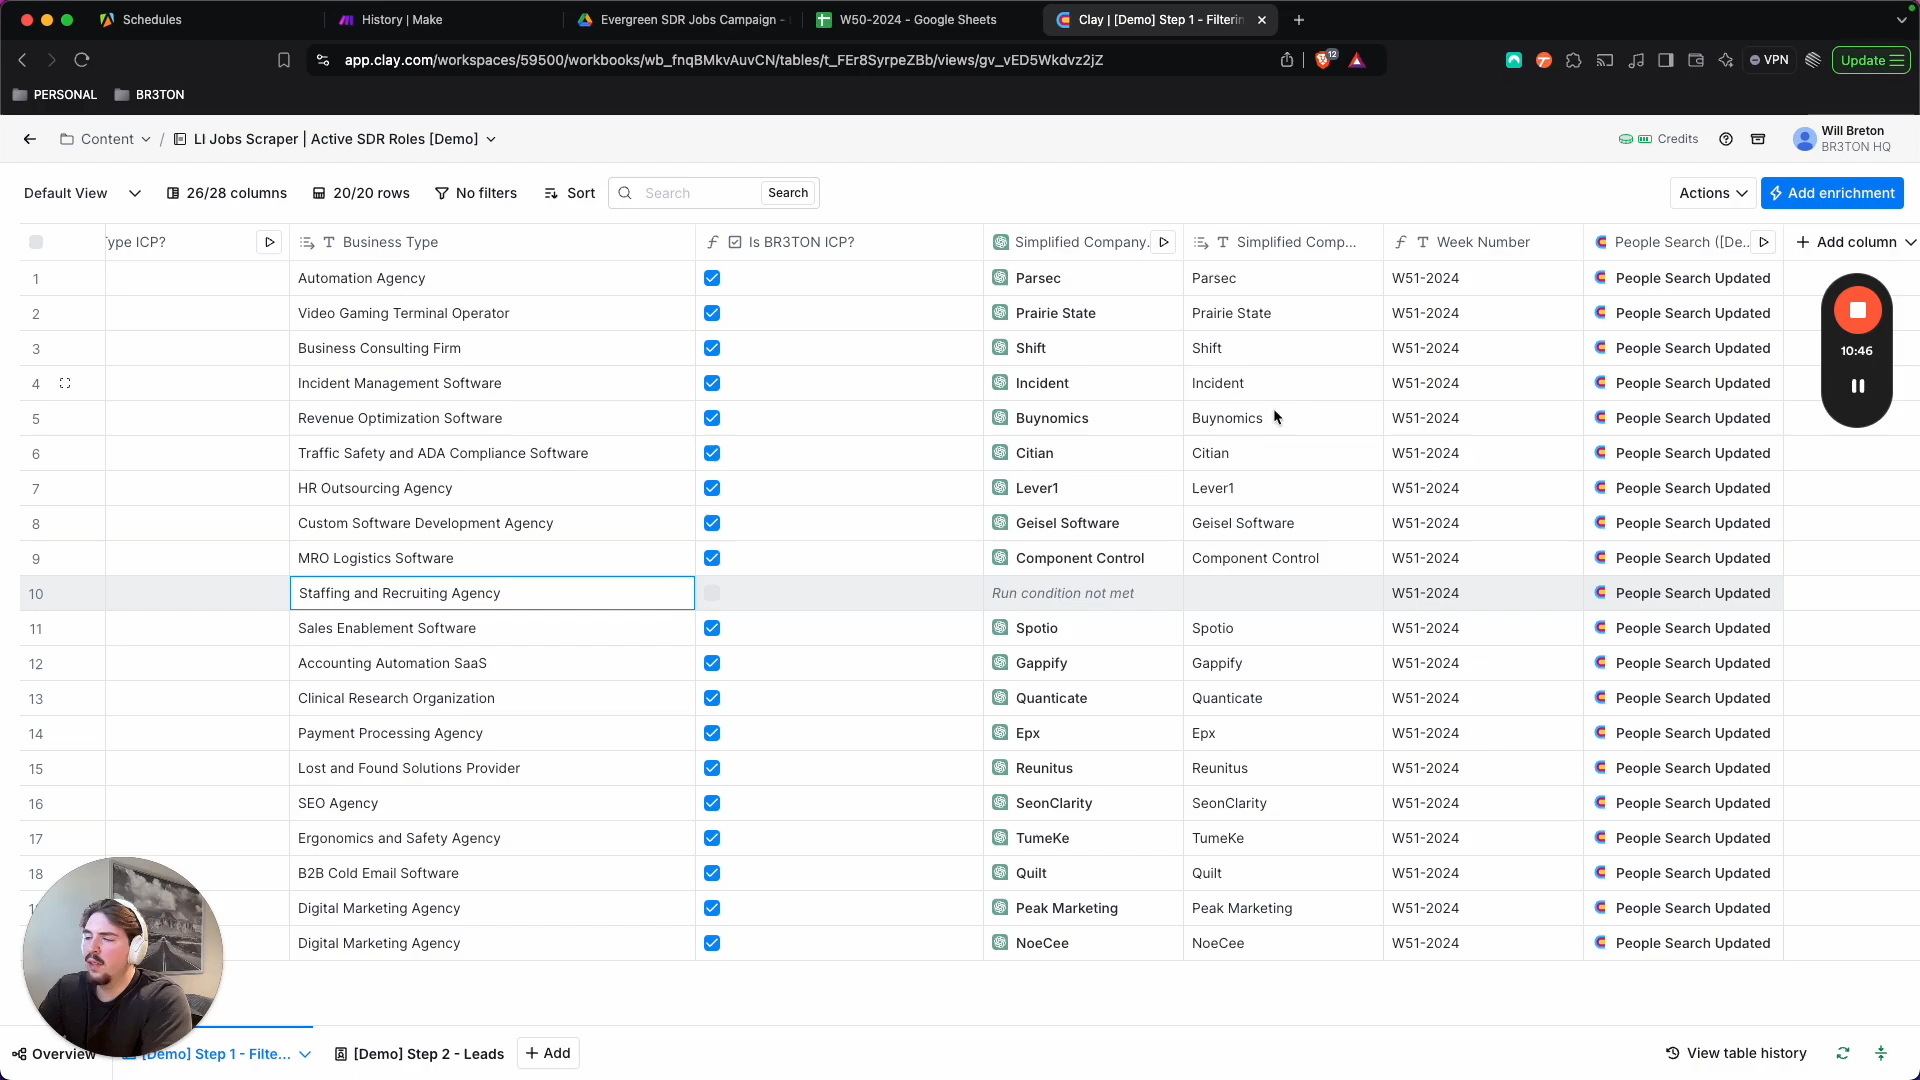 Schedules
History | Make
Evergreen SDR Jobs Campaign -
W50-2024 - Google Sheets
Clay | [Demo] Step 1 - Filterin
app.clay.com/workspaces/59500/workbooks/wb_fnqBMkvAuvCN/tables/t_FEr8SyrpeZBb/views/gv_vED5Wkdvz2jZ
12
VPN
Update
PERSONAL
BR3TON
Content / LI Jobs Scraper | Active SDR Roles [Demo]
Credits
Will Breton
BR3TON HQ
Default View
26/28 columns
20/20 rows
No filters
Sort
Search
Search
Actions
Add enrichment
Type ICP?
Business Type
Is BR3TON ICP?
Simplified Company.
Simplified Comp...
Week Number
People Search ([De..
Add column
1 Automation Agency Parsec Parsec W51-2024 People Search Updated
2 Video Gaming Terminal Operator Prairie State Prairie State W51-2024 People Search Updated
3 Business Consulting Firm Shift Shift W51-2024 People Search Updated
4 Incident Management Software Incident Incident W51-2024 People Search Updated
5 Revenue Optimization Software Buynomics Buynomics W51-2024 People Search Updated
6 Traffic Safety and ADA Compliance Software Citian Citian W51-2024 People Search Updated
7 HR Outsourcing Agency Lever1 Lever1 W51-2024 People Search Updated
8 Custom Software Development Agency Geisel Software Geisel Software W51-2024 People Search Updated
9 MRO Logistics Software Component Control Component Control W51-2024 People Search Updated
10 Staffing and Recruiting Agency Run condition not met W51-2024 People Search Updated
11 Sales Enablement Software Spotio Spotio W51-2024 People Search Updated
12 Accounting Automation SaaS Gappify Gappify W51-2024 People Search Updated
13 Clinical Research Organization Quanticate Quanticate W51-2024 People Search Updated
14 Payment Processing Agency Epx Epx W51-2024 People Search Updated
15 Lost and Found Solutions Provider Reunitus Reunitus W51-2024 People Search Updated
16 SEO Agency SeonClarity SeonClarity W51-2024 People Search Updated
17 Ergonomics and Safety Agency TumeKe TumeKe W51-2024 People Search Updated
18 B2B Cold Email Software Quilt Quilt W51-2024 People Search Updated
Digital Marketing Agency Peak Marketing Peak Marketing W51-2024 People Search Updated
Digital Marketing Agency NoeCee NoeCee W51-2024 People Search Updated
10:46
Overview
[Demo] Step 1 - Filte...
[Demo] Step 2 - Leads
Add
View table history